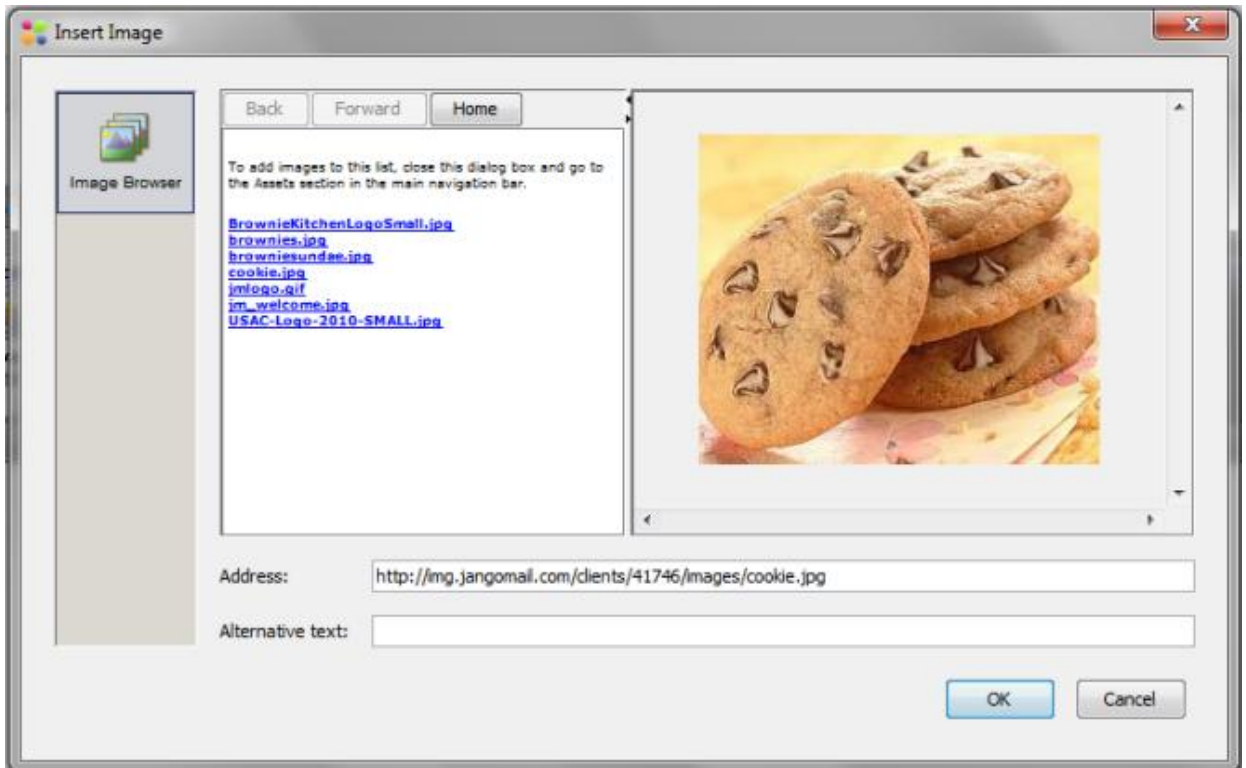 Insert Image
Image Browser
Back Forward Home
To add images to this list, close this dialog box and go to
the Assets section in the main navigation bar.
BrownieKitchenLogoSmall.jpg
brownies.jpg
browniesundae.jpg
cookie.jpg
jmlogo.gif
jm_welcome.jpg
USAC-Logo-2010-SMALL.jpg
Address: http://img.jangomail.com/clients/41746/images/cookie.jpg
Alternative text:
OK Cancel